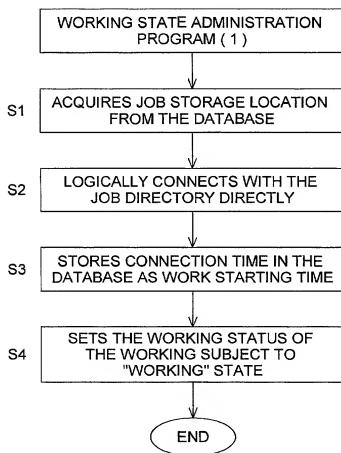 WORKING STATE ADMINISTRATION
PROGRAM ( 1 )
S1
ACQUIRES JOB STORAGE LOCATION
FROM THE DATABASE
S2
LOGICALLY CONNECTS WITH THE
JOB DIRECTORY DIRECTLY
S3
STORES CONNECTION TIME IN THE
DATABASE AS WORK STARTING TIME
S4
SETS THE WORKING STATUS OF
THE WORKING SUBJECT TO
"WORKING" STATE
END